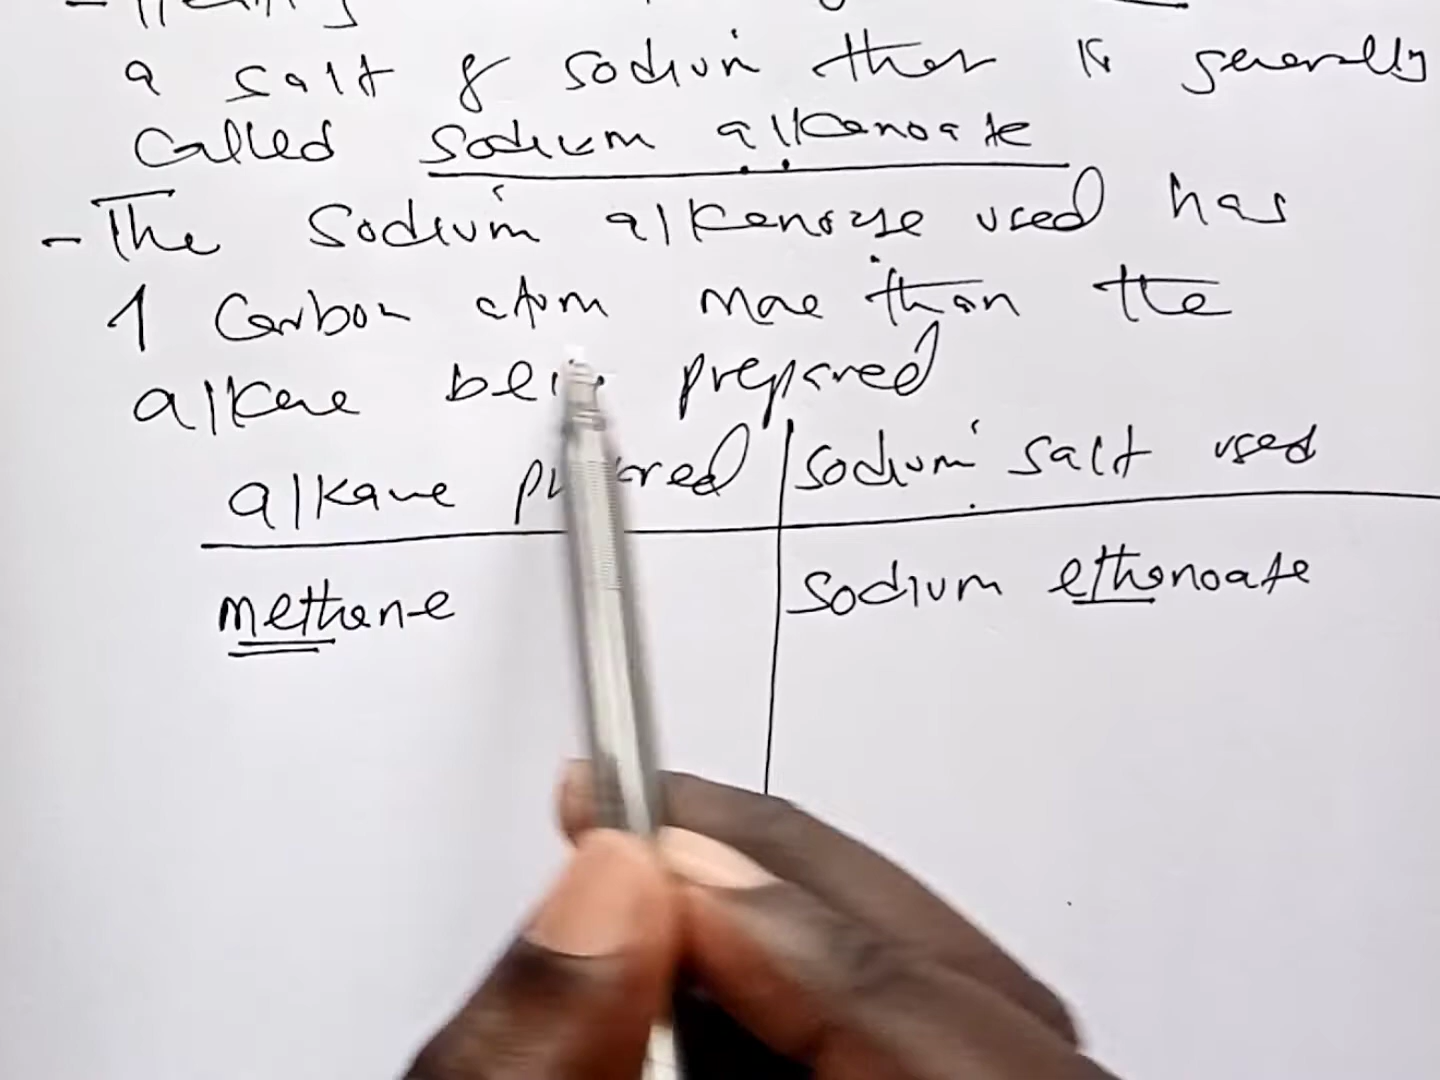 a salt of sodium that is generally
called sodium alkanoate
- The sodium alkanoate used has
1 Carbon atom more than the
alkane being prepared
alkane prepared | sodium salt used
methane | sodium ethanoate